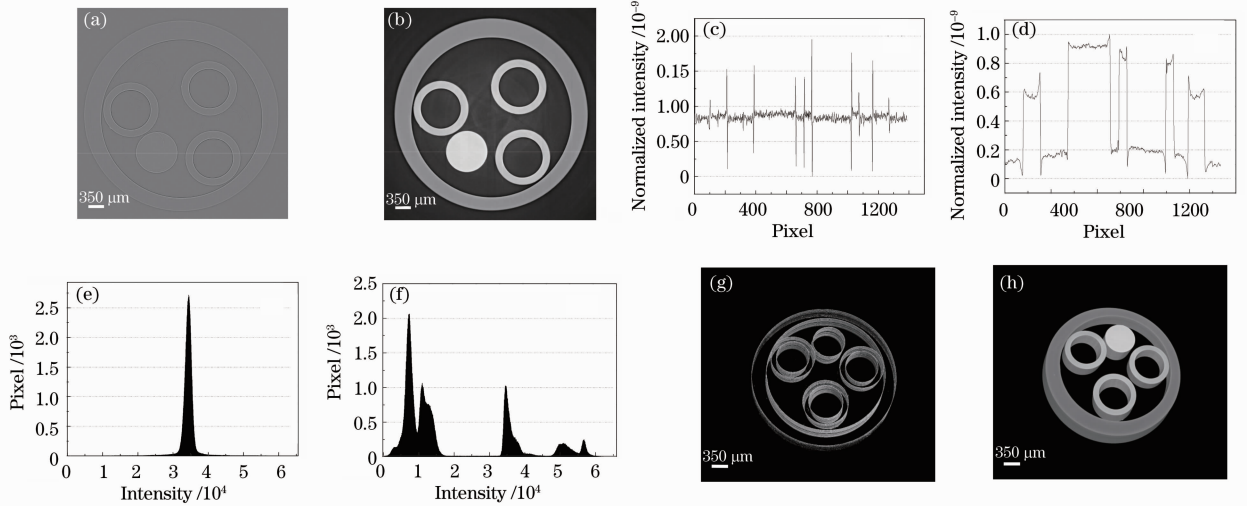 (a)
350 μm
(b)
350 μm
Normalized intensity /10⁻⁹
(c)
2.00
1.50
1.00
0.50
0
0
400
800
1200
Pixel
Normalized intensity /10⁻⁹
(d)
1.0
0.8
0.6
0.4
0.2
0
0
400
800
1200
Pixel
Pixel /10³
(e)
2.5
2.0
1.5
1.0
0.5
0
0
1
2
3
4
5
6
Intensity /10⁴
Pixel /10³
(f)
2.5
2.0
1.5
1.0
0.5
0
0
1
2
3
4
5
6
Intensity /10⁴
(g)
350 μm
(h)
350 μm